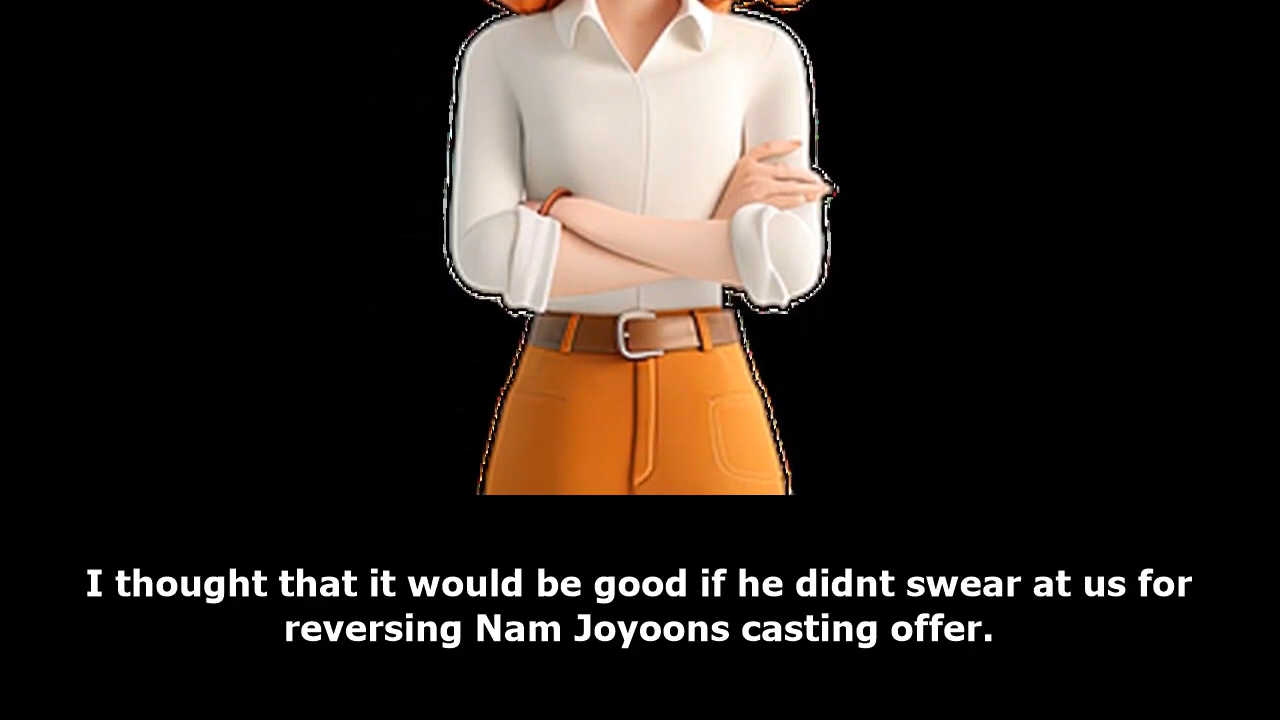 I thought that it would be good if he didnt swear at us for
reversing Nam Joyoons casting offer.